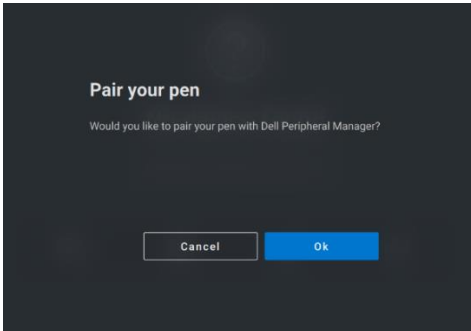 Pair your pen
Would you like to pair your pen with Dell Peripheral Manager?
Cancel
Ok